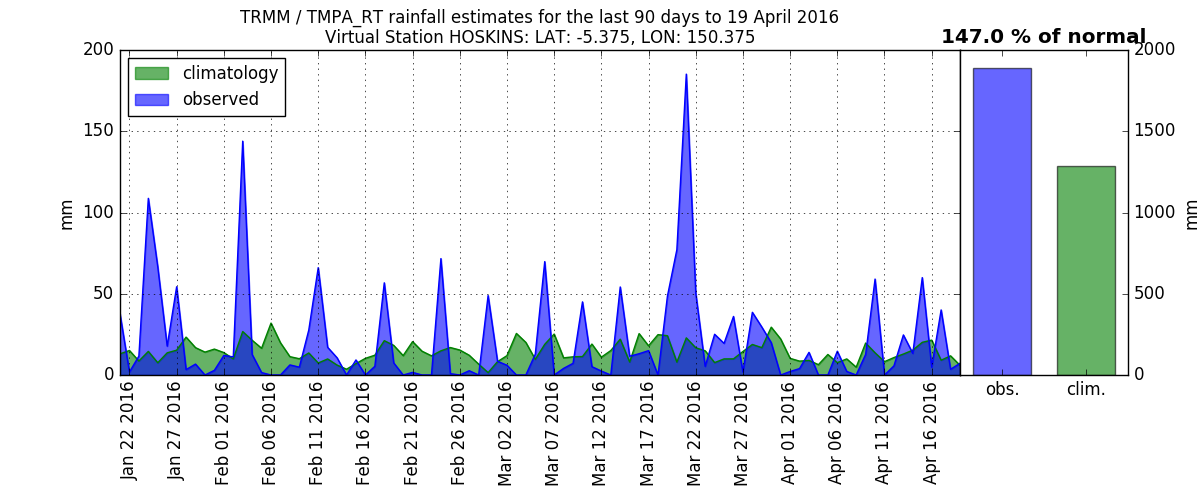 TRMM / TMPA_RT rainfall estimates for the last 90 days to 19 April 2016
Virtual Station HOSKINS: LAT: -5.375, LON: 150.375
147.0 % of normal
climatology
observed
200
150
100
50
0
mm
2000
1500
1000
500
0
mm
Jan 22 2016
Jan 27 2016
Feb 01 2016
Feb 06 2016
Feb 11 2016
Feb 16 2016
Feb 21 2016
Feb 26 2016
Mar 02 2016
Mar 07 2016
Mar 12 2016
Mar 17 2016
Mar 22 2016
Mar 27 2016
Apr 01 2016
Apr 06 2016
Apr 11 2016
Apr 16 2016
obs.
clim.